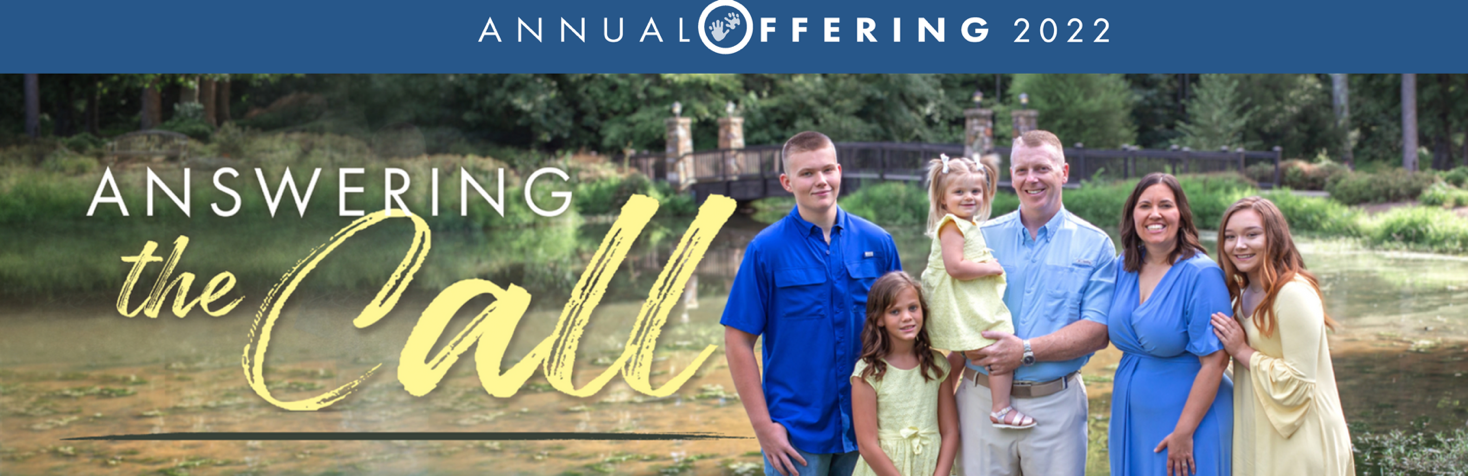 ANNUAL OFFERING 2022
ANSWERING
the Call